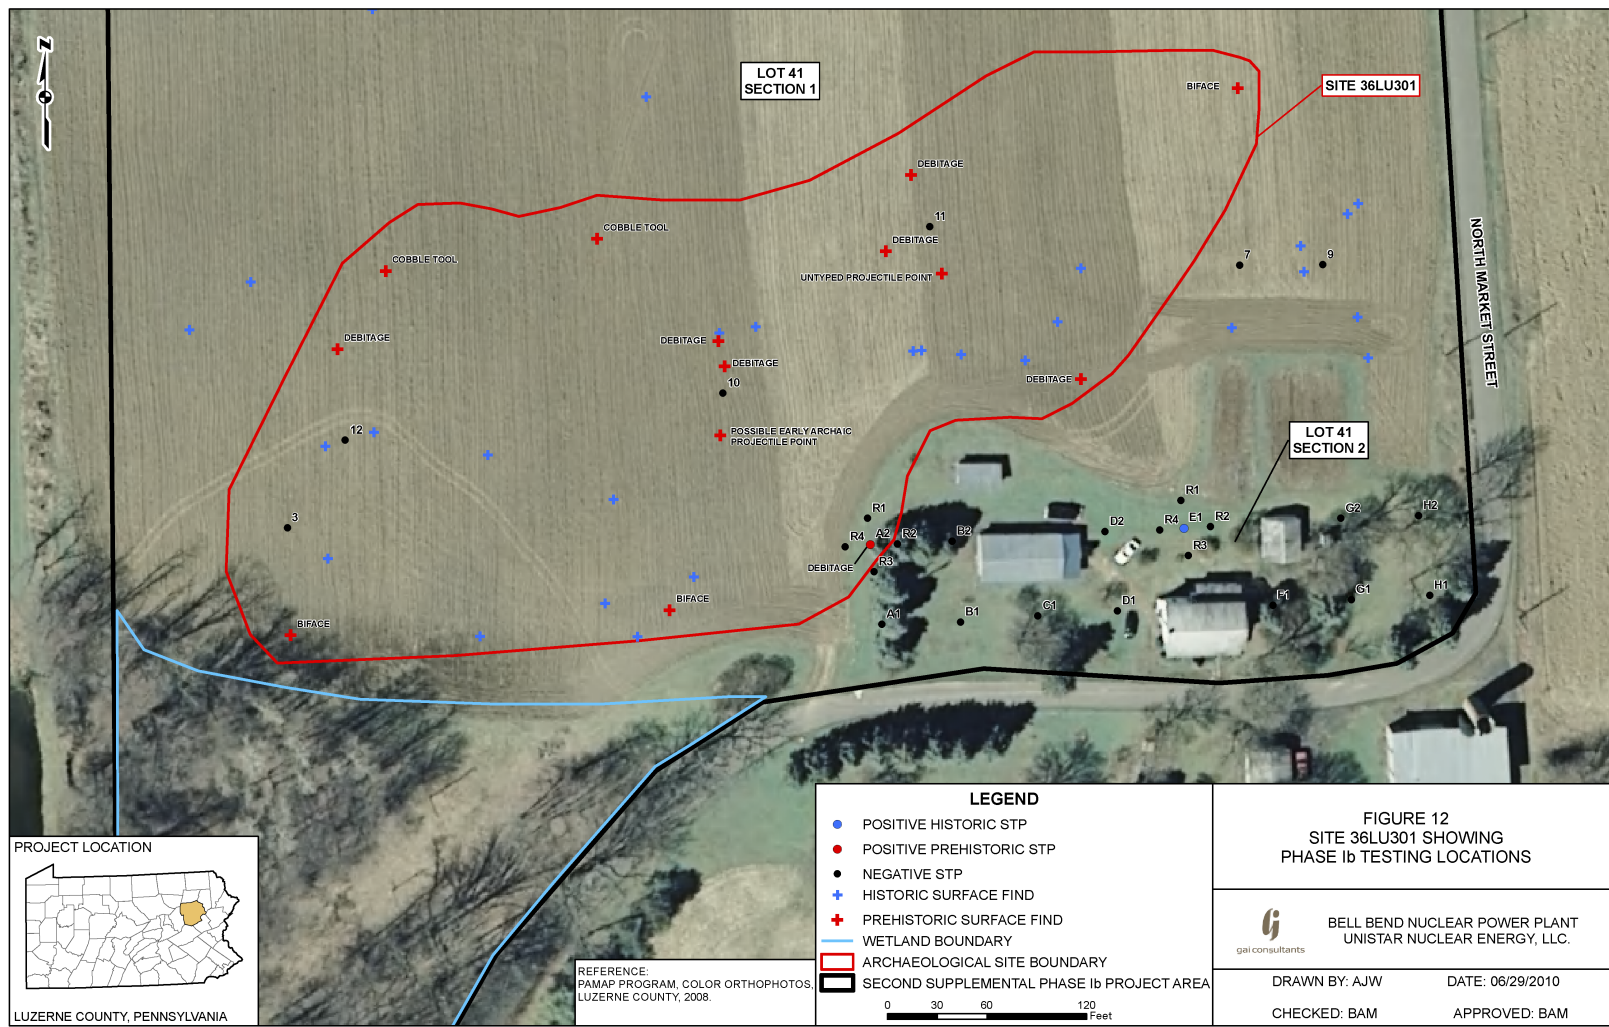 N
LOT 41
SECTION 1
BIFACE
SITE 36LU301
DEBITAGE
11
DEBITAGE
COBBLE TOOL
COBBLE TOOL
UNTYPED PROJECTILE POINT
7
9
NORTH MARKET STREET
DEBITAGE
DEBITAGE
DEBITAGE
DEBITAGE
10
12
POSSIBLE EARLY ARCHAIC
PROJECTILE POINT
LOT 41
SECTION 2
3
R1
R4
A2
R2
B2
DEBITAGE
R3
D2
R1
R4
E1
R2
R3
G2
H2
BIFACE
BIFACE
A1
B1
C1
D1
F1
G1
H1
PROJECT LOCATION
LUZERNE COUNTY, PENNSYLVANIA
REFERENCE:
PAMAP PROGRAM, COLOR ORTHOPHOTOS,
LUZERNE COUNTY, 2008.
LEGEND
POSITIVE HISTORIC STP
POSITIVE PREHISTORIC STP
NEGATIVE STP
HISTORIC SURFACE FIND
PREHISTORIC SURFACE FIND
WETLAND BOUNDARY
ARCHAEOLOGICAL SITE BOUNDARY
SECOND SUPPLEMENTAL PHASE Ib PROJECT AREA
0 30 60 120
Feet
FIGURE 12
SITE 36LU301 SHOWING
PHASE Ib TESTING LOCATIONS
gai consultants
BELL BEND NUCLEAR POWER PLANT
UNISTAR NUCLEAR ENERGY, LLC.
DRAWN BY: AJW DATE: 06/29/2010
CHECKED: BAM APPROVED: BAM